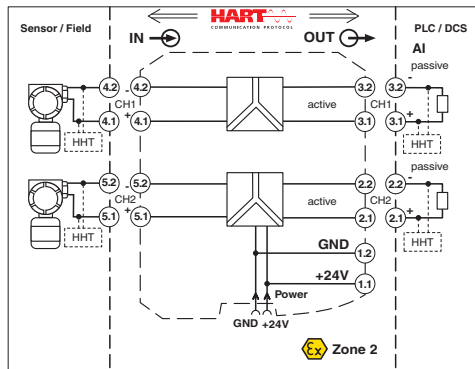 HART
COMMUNICATION PROTOCOL
Sensor / Field
IN
OUT
PLC / DCS
AI
passive
4.2
4.2
-
3.2
3.2
-
CH1
active
CH1
4.1
+
4.1
3.1
3.1
+
HHT
HHT
passive
5.2
5.2
-
2.2
2.2
-
CH2
active
CH2
5.1
+
5.1
2.1
2.1
+
HHT
HHT
GND
1.2
+24V
1.1
Power
GND +24V
Ex Zone 2